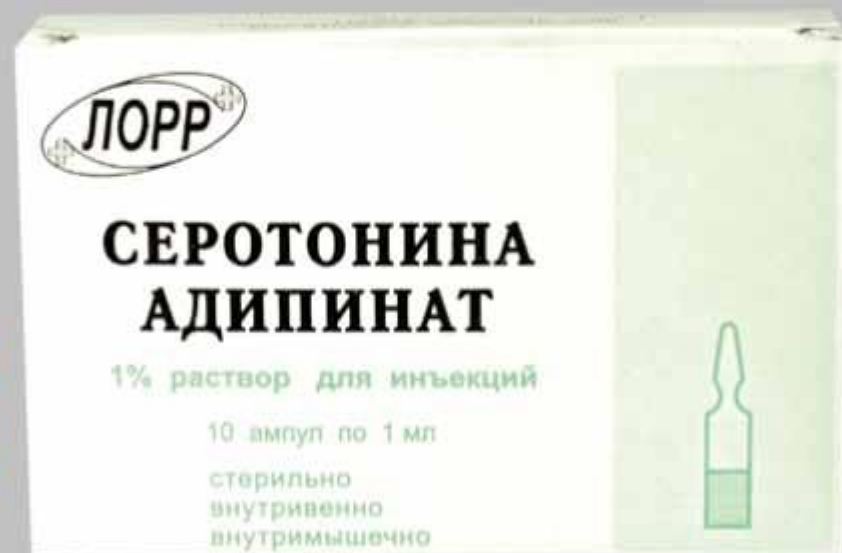 ЛОРР
СЕРОТОНИНА
АДИПИНАТ
1% раствор для инъекций
10 ампул по 1 мл
стерильно
внутривенно
внутримышечно